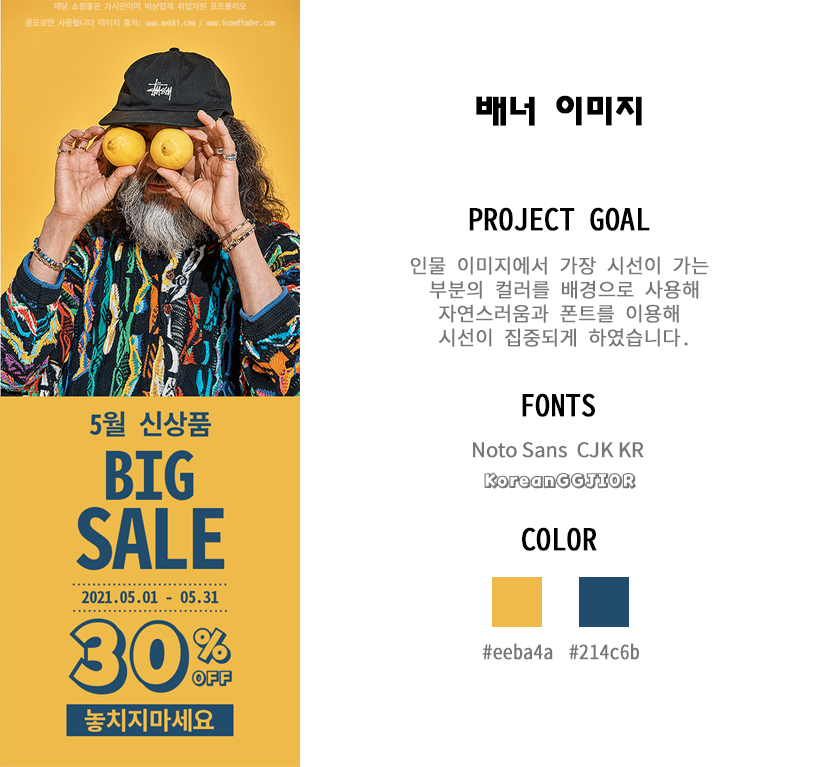 해당 쇼핑몰은 가시안이며 비상업적 취업지원 포트폴리오
용도로만 사용됩니다 이미지 출처: www.aekki.com / www.iconfinder.com
5월 신상품
BIG
SALE
2021.05.01 - 05.31
30%
OFF
놓치지마세요
배너 이미지
PROJECT GOAL
인물 이미지에서 가장 시선이 가는
부분의 컬러를 배경으로 사용해
자연스러움과 폰트를 이용해
시선이 집중되게 하였습니다.
FONTS
Noto Sans CJK KR
KoreanGGJIOR
COLOR
#eeba4a #214c6b